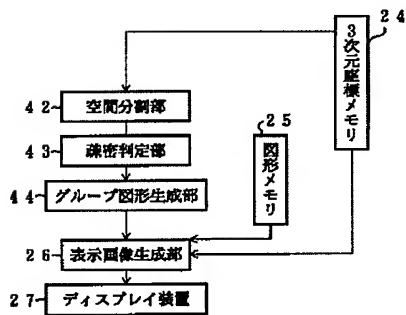 ２４
３次元座標メモリ
４２
空間分割部
２５
図形メモリ
４３
疎密判定部
４４
グループ図形生成部
２６
表示画像生成部
２７
ディスプレイ装置